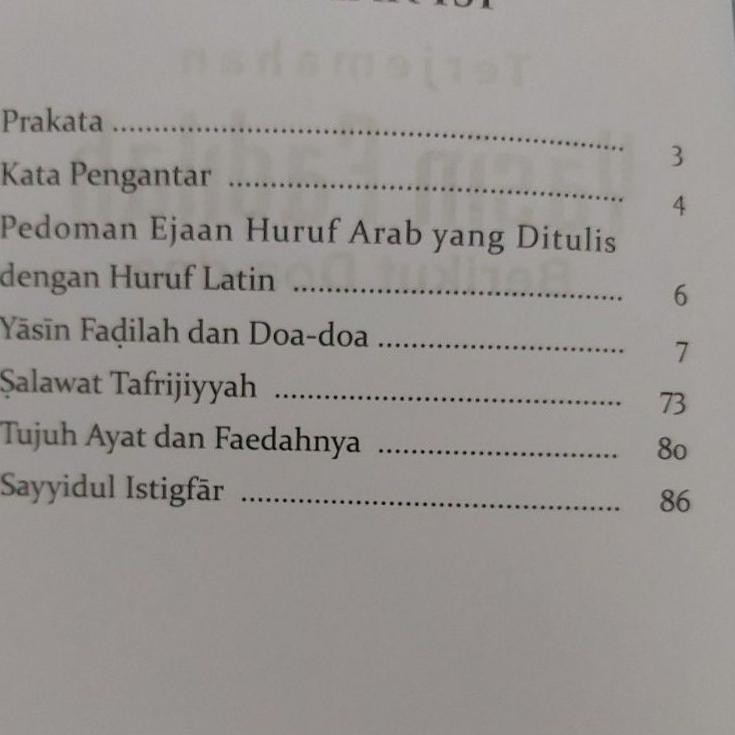 ISI
Prakata ........................................................... 3
Kata Pengantar ............................................... 4
Pedoman Ejaan Huruf Arab yang Ditulis
dengan Huruf Latin ....................................... 6
Yāsīn Faḍilah dan Doa-doa ............................. 7
Ṣalawat Tafrijiyyah ......................................... 73
Tujuh Ayat dan Faedahnya ............................ 80
Sayyidul Istigfār ............................................. 86